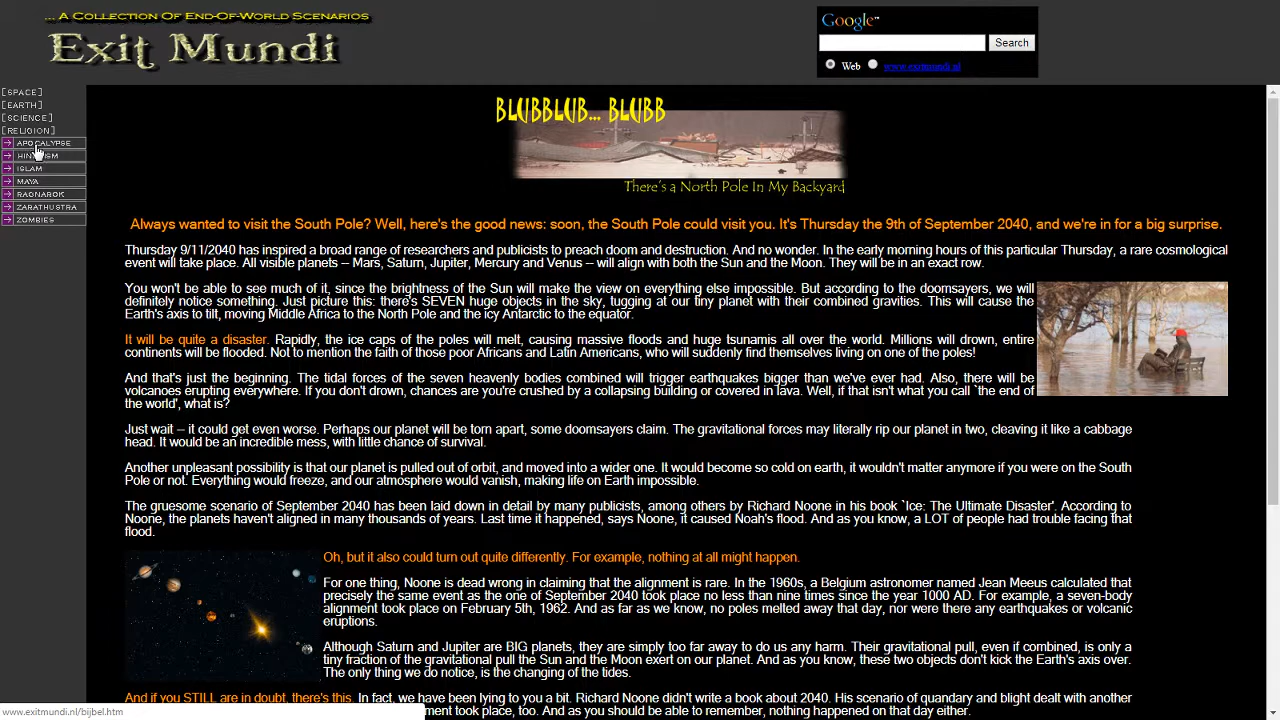 ... A Collection Of End-Of-World Scenarios
Exit Mundi
Google™
Search
Web www.exitmundi.nl
[SPACE]
[EARTH]
[SCIENCE]
[RELIGION]
APOCALYPSE
ISLAM
MAYA
RAGNAROK
ZARATHUSTRA
ZOMBIES
BLUBBLUB... BLUBB
There's a North Pole In My Backyard
Always wanted to visit the South Pole? Well, here's the good news: soon, the South Pole could visit you. It's Thursday the 9th of September 2040, and we're in for a big surprise.
Thursday 9/11/2040 has inspired a broad range of researchers and publicists to preach doom and destruction. And no wonder. In the early morning hours of this particular Thursday, a rare cosmological
event will take place. All visible planets -- Mars, Saturn, Jupiter, Mercury and Venus -- will align with both the Sun and the Moon. They will be in an exact row.
You won't be able to see much of it, since the brightness of the Sun will make the view on everything else impossible. But according to the doomsayers, we will
definitely notice something. Just picture this: there's SEVEN huge objects in the sky, tugging at our tiny planet with their combined gravities. This will cause the
Earth's axis to tilt, moving Middle Africa to the North Pole and the icy Antarctic to the equator.
It will be quite a disaster. Rapidly, the ice caps of the poles will melt, causing massive floods and huge tsunamis all over the world. Millions will drown, entire
continents will be flooded. Not to mention the faith of those poor Africans and Latin Americans, who will suddenly find themselves living on one of the poles!
And that's just the beginning. The tidal forces of the seven heavenly bodies combined will trigger earthquakes bigger than we've ever had. Also, there will be
volcanoes erupting everywhere. If you don't drown, chances are you're crushed by a collapsing building or covered in lava. Well, if that isn't what you call `the end of
the world', what is?
Just wait -- it could get even worse. Perhaps our planet will be torn apart, some doomsayers claim. The gravitational forces may literally rip our planet in two, cleaving it like a cabbage
head. It would be an incredible mess, with little chance of survival.
Another unpleasant possibility is that our planet is pulled out of orbit, and moved into a wider one. It would become so cold on earth, it wouldn't matter anymore if you were on the South
Pole or not. Everything would freeze, and our atmosphere would vanish, making life on Earth impossible.
The gruesome scenario of September 2040 has been laid down in detail by many publicists, among others by Richard Noone in his book `Ice: The Ultimate Disaster'. According to
Noone, the planets haven't aligned in many thousands of years. Last time it happened, says Noone, it caused Noah's flood. And as you know, a LOT of people had trouble facing that
flood.
Oh, but it also could turn out quite differently. For example, nothing at all might happen.
For one thing, Noone is dead wrong in claiming that the alignment is rare. In the 1960s, a Belgium astronomer named Jean Meeus calculated that
precisely the same event as the one of September 2040 took place no less than nine times since the year 1000 AD. For example, a seven-body
alignment took place on February 5th, 1962. And as far as we know, no poles melted away that day, nor were there any earthquakes or volcanic
eruptions.
Although Saturn and Jupiter are BIG planets, they are simply too far away to do us any harm. Their gravitational pull, even if combined, is only a
tiny fraction of the gravitational pull the Sun and the Moon exert on our planet. And as you know, these two objects don't kick the Earth's axis over.
The only thing we do notice, is the changing of the tides.
And if you STILL are in doubt, there's this. In fact, we have been lying to you a bit. Richard Noone didn't write a book about 2040. His scenario of quandary and blight dealt with another
ment took place, too. And as you should be able to remember, nothing happened on that day either.
www.exitmundi.nl/bijbel.htm